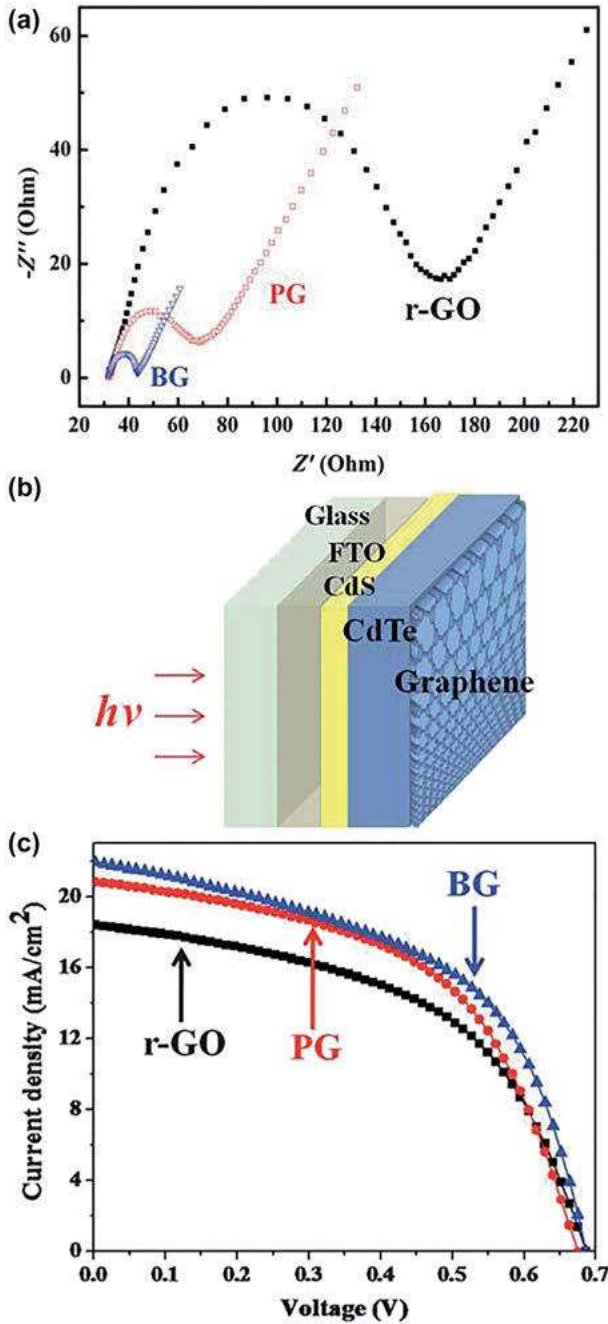 (a)
60
40
20
0
-Z'' (Ohm)
PG
r-GO
BG
20 40 60 80 100 120 140 160 180 200 220
Z' (Ohm)
(b)
Glass
FTO
CdS
CdTe
Graphene
hν
(c)
20
16
12
8
4
0
Current density (mA/cm²)
BG
r-GO
PG
0.0 0.1 0.2 0.3 0.4 0.5 0.6 0.7
Voltage (V)